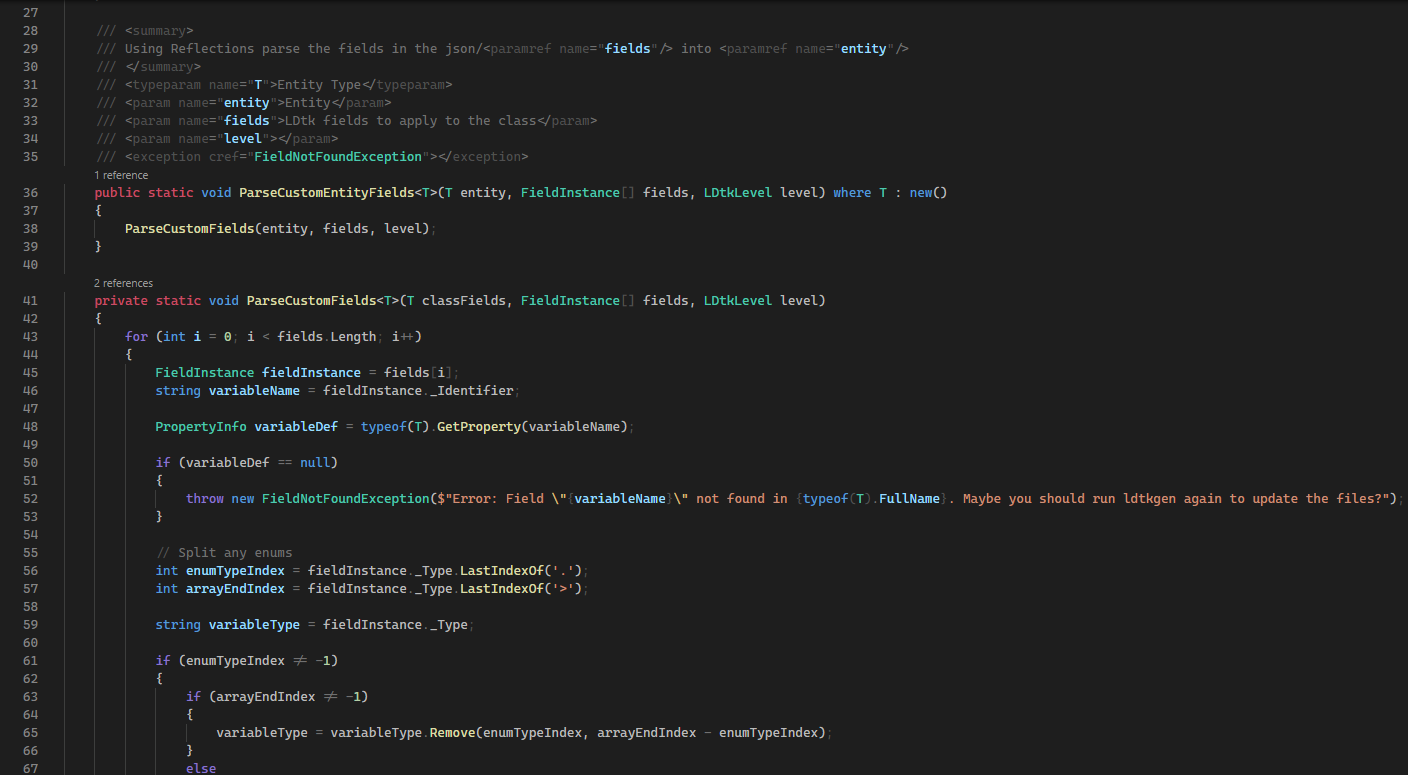 27
28 /// <summary>
29 /// Using Reflections parse the fields in the json/<paramref name="fields"/> into <paramref name="entity"/>
30 /// </summary>
31 /// <typeparam name="T">Entity Type</typeparam>
32 /// <param name="entity">Entity</param>
33 /// <param name="fields">LDtk fields to apply to the class</param>
34 /// <param name="level"></param>
35 /// <exception cref="FieldNotFoundException"></exception>
1 reference
36 public static void ParseCustomEntityFields<T>(T entity, FieldInstance[] fields, LDtkLevel level) where T : new()
37 {
38 ParseCustomFields(entity, fields, level);
39 }
40
2 references
41 private static void ParseCustomFields<T>(T classFields, FieldInstance[] fields, LDtkLevel level)
42 {
43 for (int i = 0; i < fields.Length; i++)
44 {
45 FieldInstance fieldInstance = fields[i];
46 string variableName = fieldInstance._Identifier;
47
48 PropertyInfo variableDef = typeof(T).GetProperty(variableName);
49
50 if (variableDef == null)
51 {
52 throw new FieldNotFoundException($"Error: Field \"{variableName}\" not found in {typeof(T).FullName}. Maybe you should run ldtkgen again to update the files?");
53 }
54
55 // Split any enums
56 int enumTypeIndex = fieldInstance._Type.LastIndexOf('.');
57 int arrayEndIndex = fieldInstance._Type.LastIndexOf('>');
58
59 string variableType = fieldInstance._Type;
60
61 if (enumTypeIndex != -1)
62 {
63 if (arrayEndIndex != -1)
64 {
65 variableType = variableType.Remove(enumTypeIndex, arrayEndIndex - enumTypeIndex);
66 }
67 else